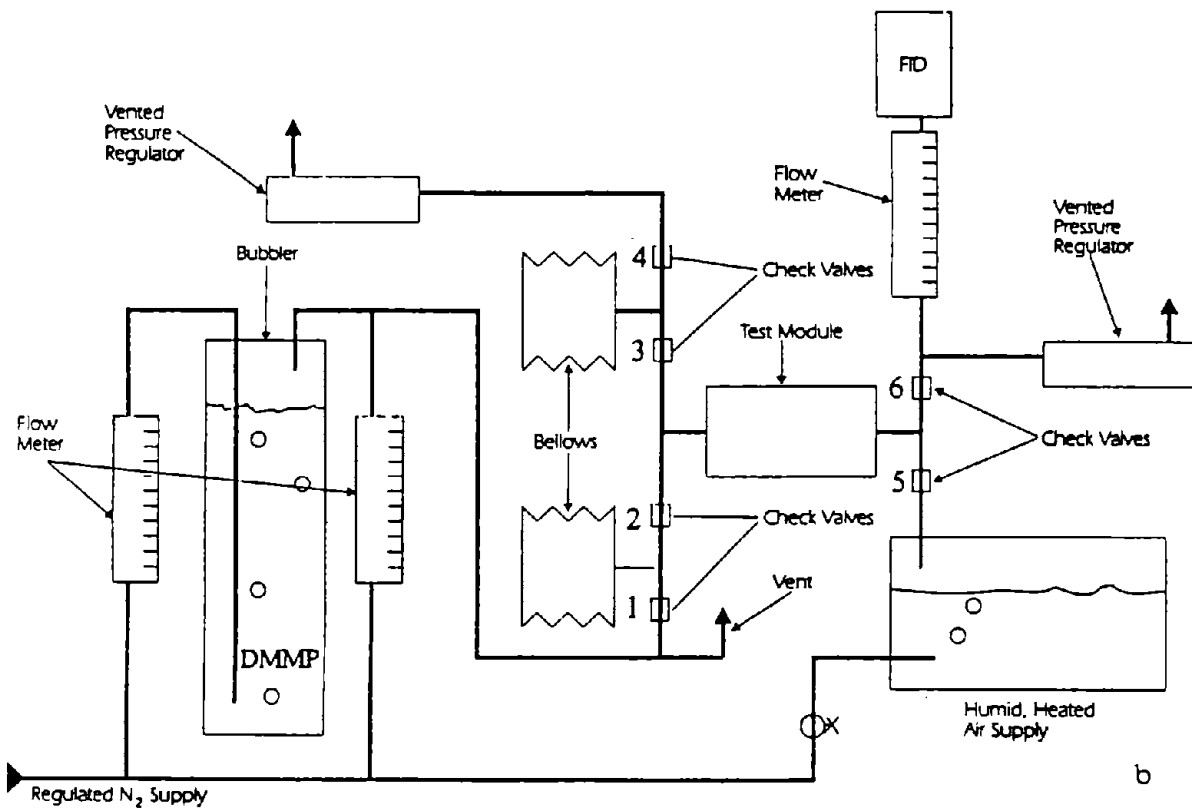 FID
Vented
Pressure
Regulator
Flow
Meter
Vented
Pressure
Regulator
Bubbler
4
Check Valves
3
Test Module
6
Flow
Meter
Bellows
Check Valves
5
2
Check Valves
1
Vent
DMMP
Humid, Heated
Air Supply
X
b
Regulated N₂ Supply